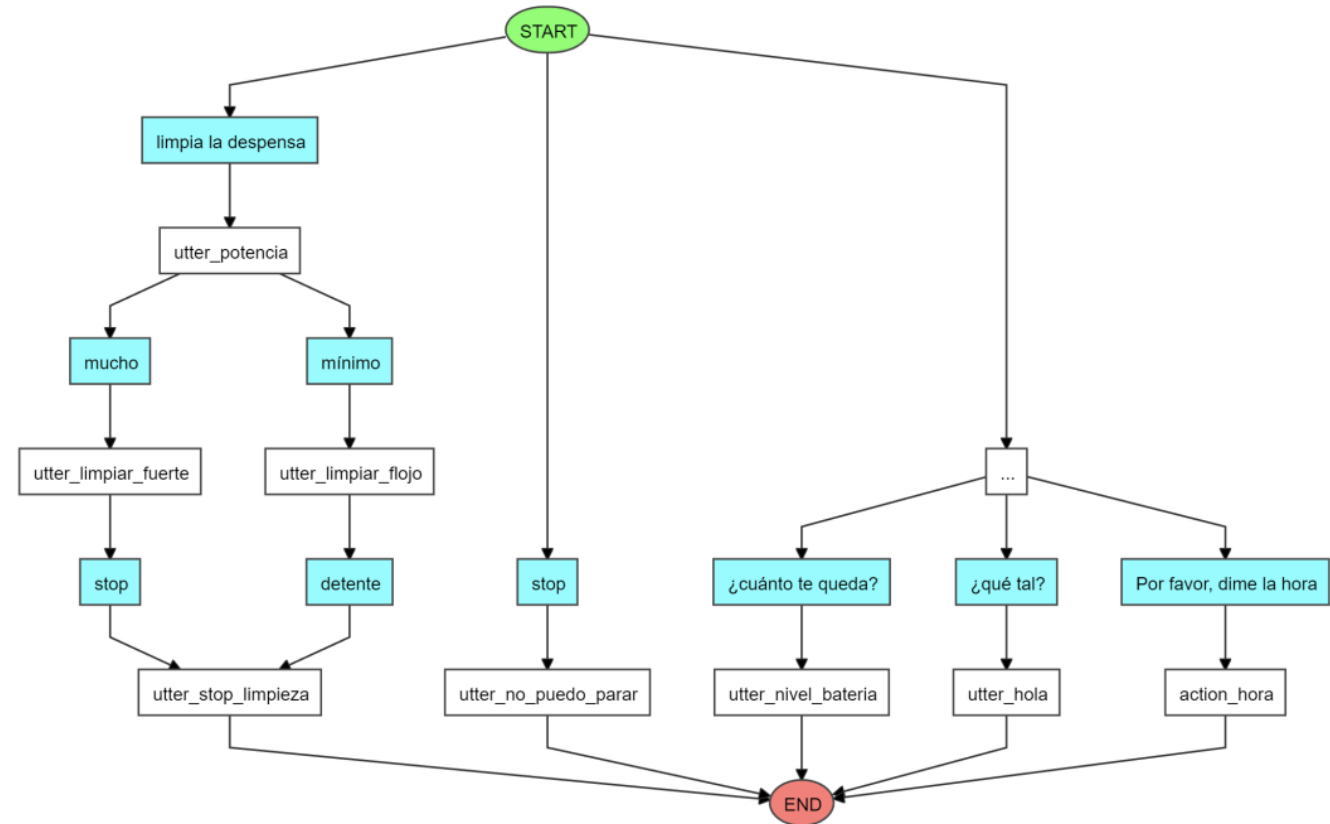 START
limpia la despensa
utter_potencia
mucho
mínimo
utter_limpiar_fuerte
utter_limpiar_flojo
...
stop
detente
stop
¿cuánto te queda?
¿qué tal?
Por favor, dime la hora
utter_stop_limpieza
utter_no_puedo_parar
utter_nivel_bateria
utter_hola
action_hora
END